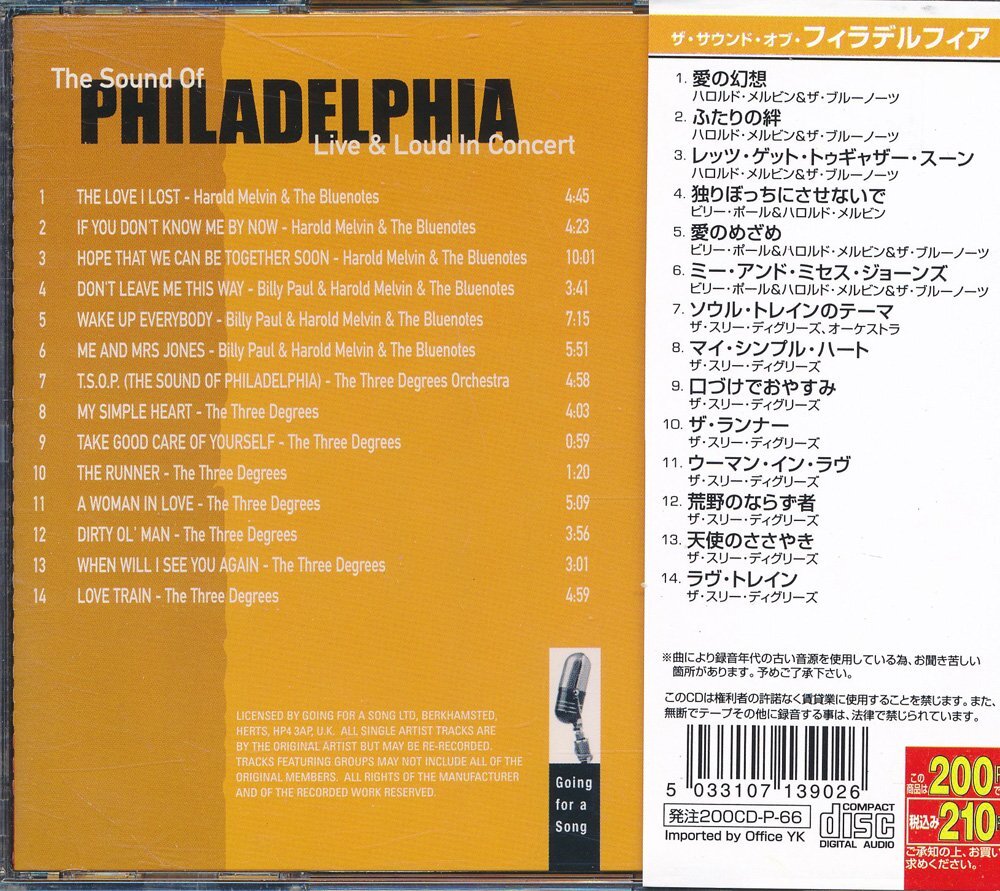 The Sound Of
PHILADELPHIA
Live & Loud In Concert
1 THE LOVE I LOST - Harold Melvin & The Bluenotes 4:45
2 IF YOU DON'T KNOW ME BY NOW - Harold Melvin & The Bluenotes 4:23
3 HOPE THAT WE CAN BE TOGETHER SOON - Harold Melvin & The Bluenotes 10:01
4 DON'T LEAVE ME THIS WAY - Billy Paul & Harold Melvin & The Bluenotes 3:41
5 WAKE UP EVERYBODY - Billy Paul & Harold Melvin & The Bluenotes 7:15
6 ME AND MRS JONES - Billy Paul & Harold Melvin & The Bluenotes 5:51
7 T.S.O.P. (THE SOUND OF PHILADELPHIA) - The Three Degrees Orchestra 4:58
8 MY SIMPLE HEART - The Three Degrees 4:03
9 TAKE GOOD CARE OF YOURSELF - The Three Degrees 0:59
10 THE RUNNER - The Three Degrees 1:20
11 A WOMAN IN LOVE - The Three Degrees 5:09
12 DIRTY OL' MAN - The Three Degrees 3:56
13 WHEN WILL I SEE YOU AGAIN - The Three Degrees 3:01
14 LOVE TRAIN - The Three Degrees 4:59
LICENSED BY GOING FOR A SONG LTD, BERKHAMSTED,
HERTS, HP4 3AP, U.K. ALL SINGLE ARTIST TRACKS ARE
BY THE ORIGINAL ARTIST BUT MAY BE RE-RECORDED.
TRACKS FEATURING GROUPS MAY NOT INCLUDE ALL OF THE
ORIGINAL MEMBERS. ALL RIGHTS OF THE MANUFACTURER
AND OF THE RECORDED WORK RESERVED.
Going
for a
Song
ザ・サウンド・オブ・フィラデルフィア
1. 愛の幻想
ハロルド・メルビン&ザ・ブルーノーツ
2. ふたりの絆
ハロルド・メルビン&ザ・ブルーノーツ
3. レッツ・ゲット・トゥギャザー・スーン
ハロルド・メルビン&ザ・ブルーノーツ
4. 独りぼっちにさせないで
ビリー・ポール&ハロルド・メルビン
5. 愛のめざめ
ビリー・ポール&ハロルド・メルビン&ザ・ブルーノーツ
6. ミー・アンド・ミセス・ジョーンズ
ビリー・ポール&ハロルド・メルビン&ザ・ブルーノーツ
7. ソウル・トレインのテーマ
ザ・スリー・ディグリーズ、オーケストラ
8. マイ・シンプル・ハート
ザ・スリー・ディグリーズ
9. 口づけでおやすみ
ザ・スリー・ディグリーズ
10. ザ・ランナー
ザ・スリー・ディグリーズ
11. ウーマン・イン・ラヴ
ザ・スリー・ディグリーズ
12. 荒野のならず者
ザ・スリー・ディグリーズ
13. 天使のささやき
ザ・スリー・ディグリーズ
14. ラヴ・トレイン
ザ・スリー・ディグリーズ
※曲により録音年代の古い音源を使用している為、お聞き苦しい
箇所があります。予めご了承下さい。
このCDは権利者の許諾なく賃貸業に使用することを禁じます。また、
無断でテープその他に録音する事は、法律で禁じられています。
5 033107 139026
発注200CD-P-66
Imported by Office YK
COMPACT
disc
DIGITAL AUDIO
この
商品は 200
税込み 210
ご承知の上、お買い
求めください。